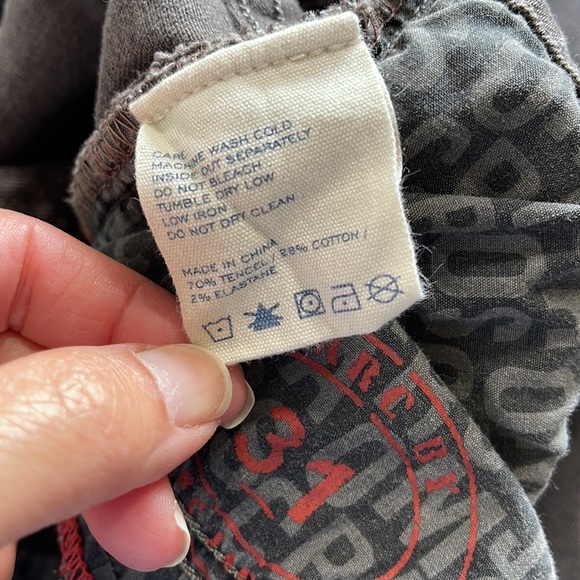 CARE
MACHINE WASH COLD
INSIDE OUT SEPARATELY
DO NOT BLEACH
TUMBLE DRY LOW
LOW IRON
DO NOT DRY CLEAN
MADE IN CHINA
70% TENCEL / 28% COTTON /
2% ELASTANE
31